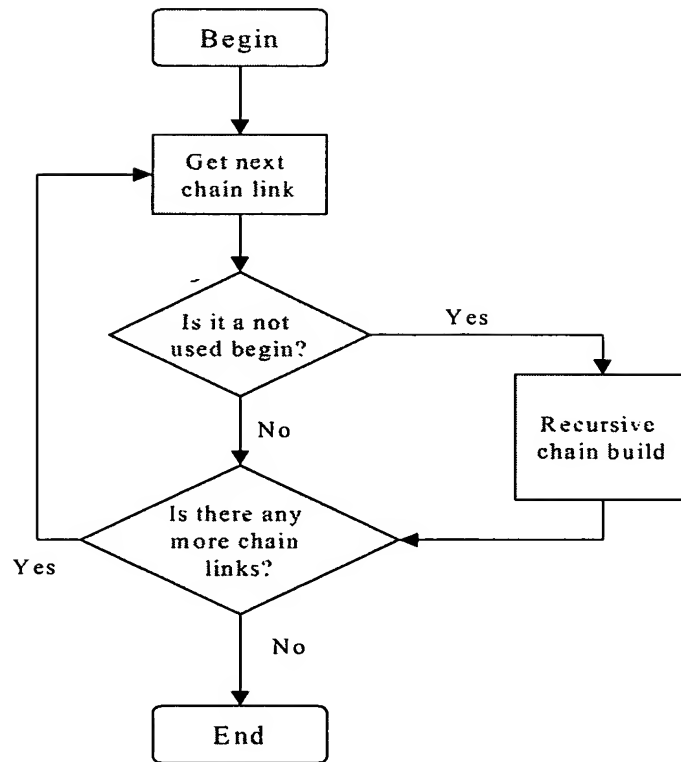 Begin
Get next
chain link
Is it a not
used begin?
Yes
No
Recursive
chain build
Is there any
more chain
links?
Yes
No
End